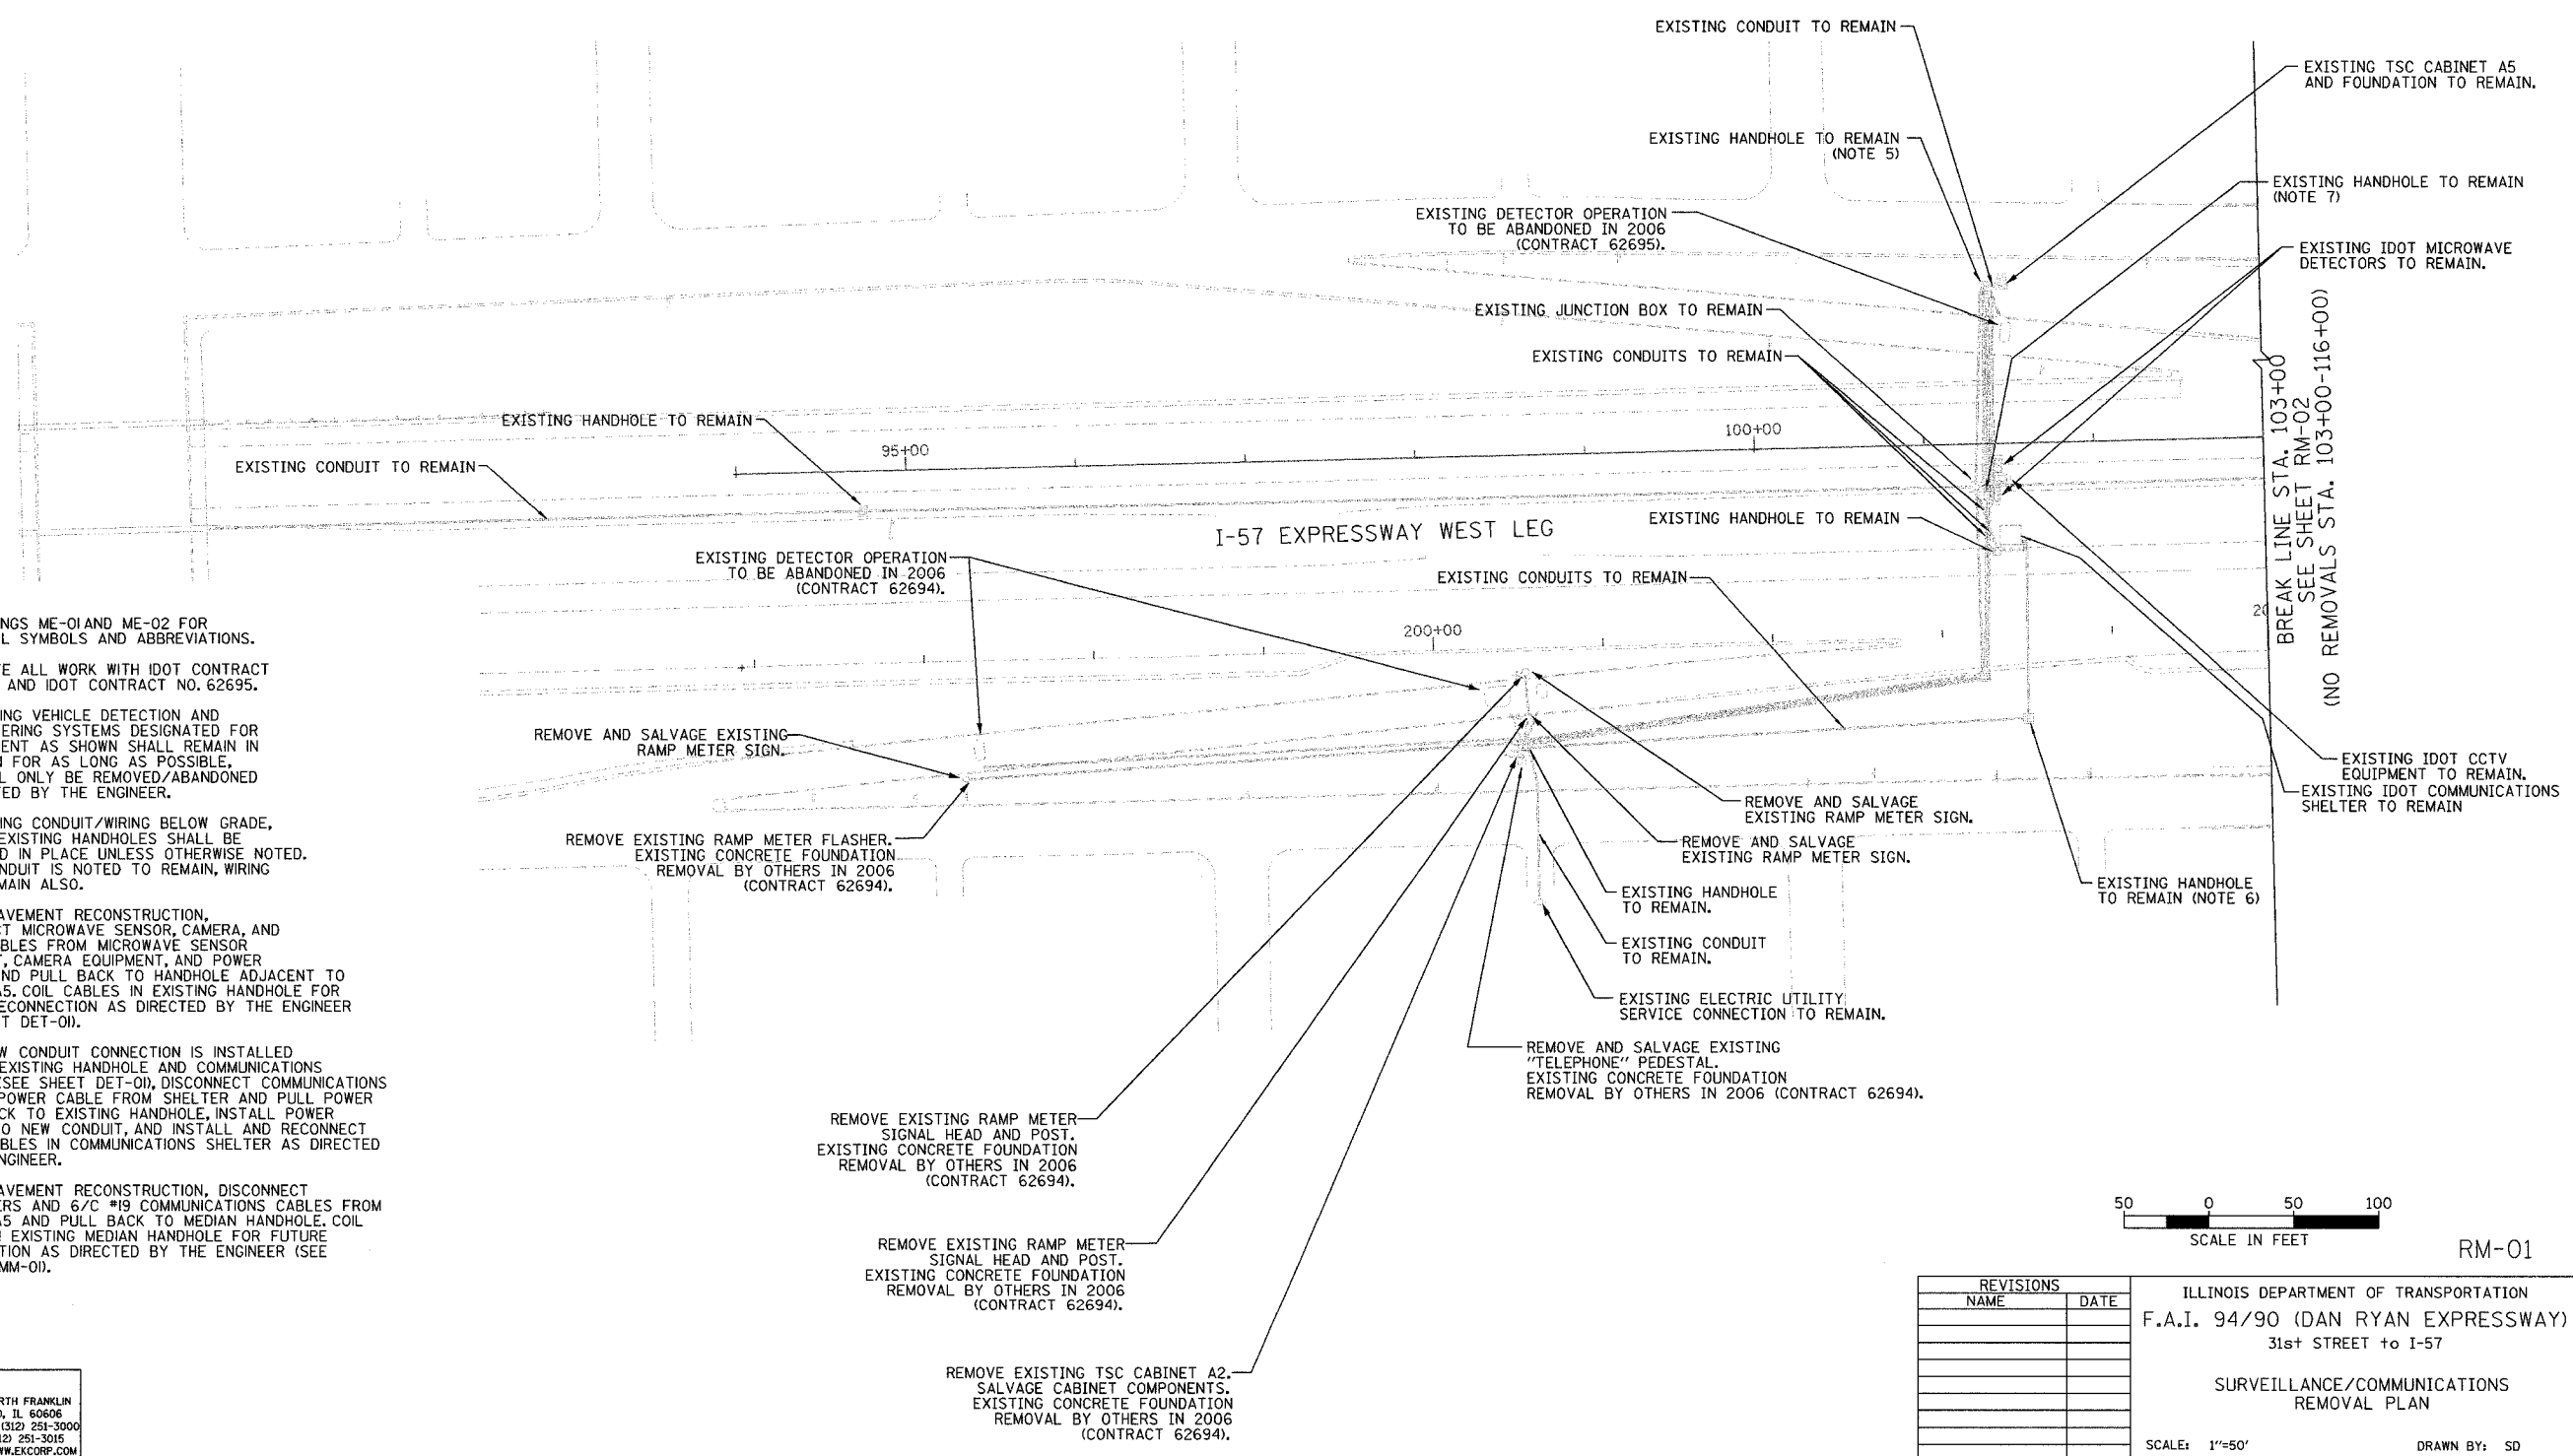 EXISTING CONDUIT TO REMAIN
EXISTING TSC CABINET A5
AND FOUNDATION TO REMAIN.
EXISTING HANDHOLE TO REMAIN
(NOTE 5)
EXISTING HANDHOLE TO REMAIN
(NOTE 7)
EXISTING DETECTOR OPERATION
TO BE ABANDONED IN 2006
(CONTRACT 62695).
EXISTING IDOT MICROWAVE
DETECTORS TO REMAIN.
EXISTING JUNCTION BOX TO REMAIN
EXISTING CONDUITS TO REMAIN
EXISTING HANDHOLE TO REMAIN
95+00
100+00
EXISTING CONDUIT TO REMAIN
I-57 EXPRESSWAY WEST LEG
EXISTING HANDHOLE TO REMAIN
EXISTING DETECTOR OPERATION
TO BE ABANDONED IN 2006
(CONTRACT 62694).
EXISTING CONDUITS TO REMAIN
200+00
20
BREAK LINE STA. 103+00
SEE SHEET RM-02
(NO REMOVALS STA. 103+00-116+00)
NGS ME-01 AND ME-02 FOR
L SYMBOLS AND ABBREVIATIONS.
E ALL WORK WITH IDOT CONTRACT
AND IDOT CONTRACT NO. 62695.
ING VEHICLE DETECTION AND
ERING SYSTEMS DESIGNATED FOR
ENT AS SHOWN SHALL REMAIN IN
FOR AS LONG AS POSSIBLE,
L ONLY BE REMOVED/ABANDONED
TED BY THE ENGINEER.
ING CONDUIT/WIRING BELOW GRADE,
EXISTING HANDHOLES SHALL BE
D IN PLACE UNLESS OTHERWISE NOTED.
NDUIT IS NOTED TO REMAIN, WIRING
MAIN ALSO.
AVEMENT RECONSTRUCTION,
CT MICROWAVE SENSOR, CAMERA, AND
BLES FROM MICROWAVE SENSOR
T, CAMERA EQUIPMENT, AND POWER
ND PULL BACK TO HANDHOLE ADJACENT TO
A5. COIL CABLES IN EXISTING HANDHOLE FOR
ECONNECTION AS DIRECTED BY THE ENGINEER
T DET-01).
W CONDUIT CONNECTION IS INSTALLED
EXISTING HANDHOLE AND COMMUNICATIONS
(SEE SHEET DET-01), DISCONNECT COMMUNICATIONS
POWER CABLE FROM SHELTER AND PULL POWER
CK TO EXISTING HANDHOLE, INSTALL POWER
O NEW CONDUIT, AND INSTALL AND RECONNECT
BLES IN COMMUNICATIONS SHELTER AS DIRECTED
NGINEER.
AVEMENT RECONSTRUCTION, DISCONNECT
ERS AND 6/C #19 COMMUNICATIONS CABLES FROM
A5 AND PULL BACK TO MEDIAN HANDHOLE. COIL
EXISTING MEDIAN HANDHOLE FOR FUTURE
TION AS DIRECTED BY THE ENGINEER (SEE
MM-01).
REMOVE AND SALVAGE EXISTING
RAMP METER SIGN.
REMOVE EXISTING RAMP METER FLASHER.
EXISTING CONCRETE FOUNDATION
REMOVAL BY OTHERS IN 2006
(CONTRACT 62694).
EXISTING IDOT CCTV
EQUIPMENT TO REMAIN.
EXISTING IDOT COMMUNICATIONS
SHELTER TO REMAIN
REMOVE AND SALVAGE
EXISTING RAMP METER SIGN.
REMOVE AND SALVAGE
EXISTING RAMP METER SIGN.
EXISTING HANDHOLE
TO REMAIN.
EXISTING HANDHOLE
TO REMAIN (NOTE 6)
EXISTING CONDUIT
TO REMAIN.
EXISTING ELECTRIC UTILITY
SERVICE CONNECTION TO REMAIN.
REMOVE AND SALVAGE EXISTING
"TELEPHONE" PEDESTAL.
EXISTING CONCRETE FOUNDATION
REMOVAL BY OTHERS IN 2006 (CONTRACT 62694).
REMOVE EXISTING RAMP METER
SIGNAL HEAD AND POST.
EXISTING CONCRETE FOUNDATION
REMOVAL BY OTHERS IN 2006
(CONTRACT 62694).
REMOVE EXISTING RAMP METER
SIGNAL HEAD AND POST.
EXISTING CONCRETE FOUNDATION
REMOVAL BY OTHERS IN 2006
(CONTRACT 62694).
REMOVE EXISTING TSC CABINET A2.
SALVAGE CABINET COMPONENTS.
EXISTING CONCRETE FOUNDATION
REMOVAL BY OTHERS IN 2006
(CONTRACT 62694).
50 0 50 100
SCALE IN FEET
RM-01
REVISIONS
NAME DATE
ILLINOIS DEPARTMENT OF TRANSPORTATION
F.A.I. 94/90 (DAN RYAN EXPRESSWAY)
31st STREET to I-57
SURVEILLANCE/COMMUNICATIONS
REMOVAL PLAN
SCALE: 1"=50' DRAWN BY: SD
RTH FRANKLIN
O, IL 60606
(312) 251-3000
12) 251-3015
WW.EKCORP.COM